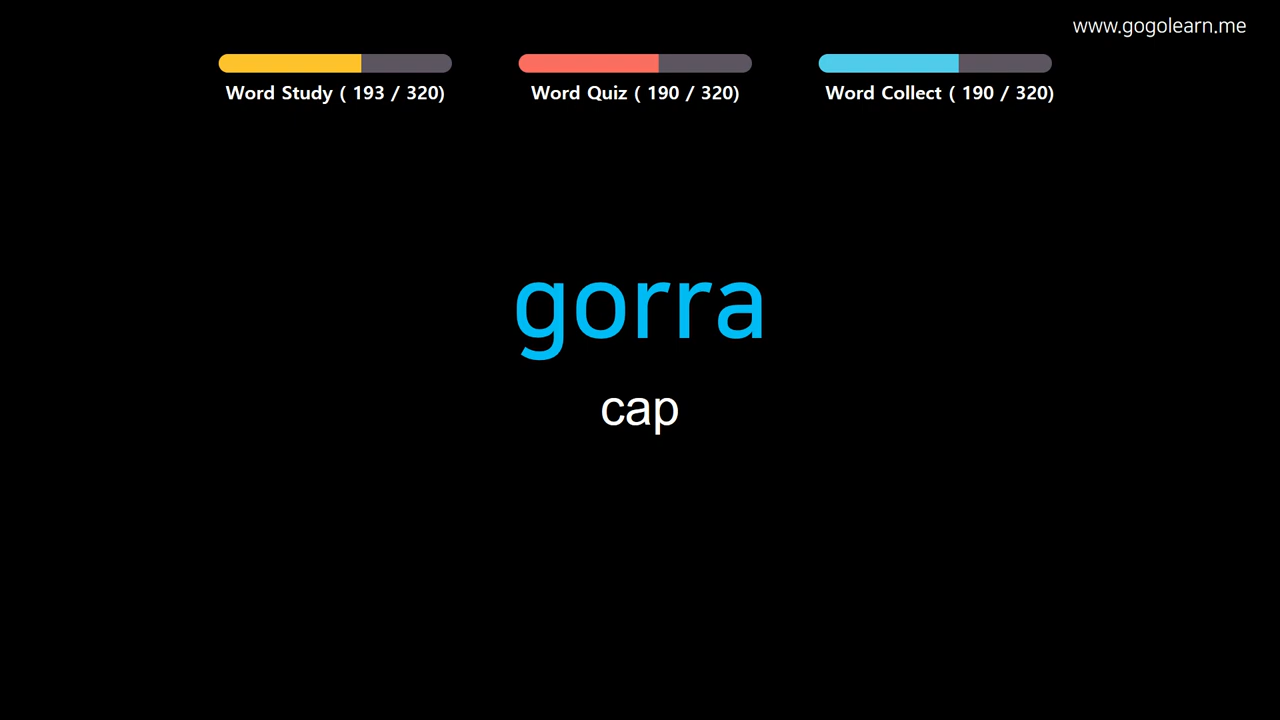 www.gogolearn.me
Word Study ( 193 / 320)
Word Quiz ( 190 / 320)
Word Collect ( 190 / 320)
gorra
cap